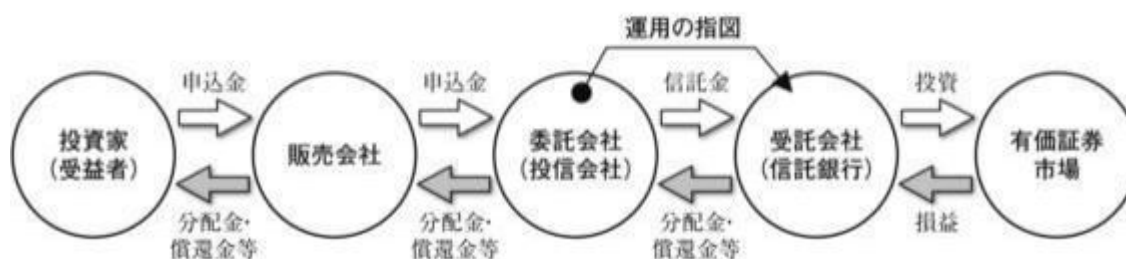 運用の指図
申込金
申込金
信託金
投資
投資家
(受益者)
販売会社
委託会社
(投信会社)
受託会社
(信託銀行)
有価証券
市場
分配金・
償還金等
分配金・
償還金等
分配金・
償還金等
損益